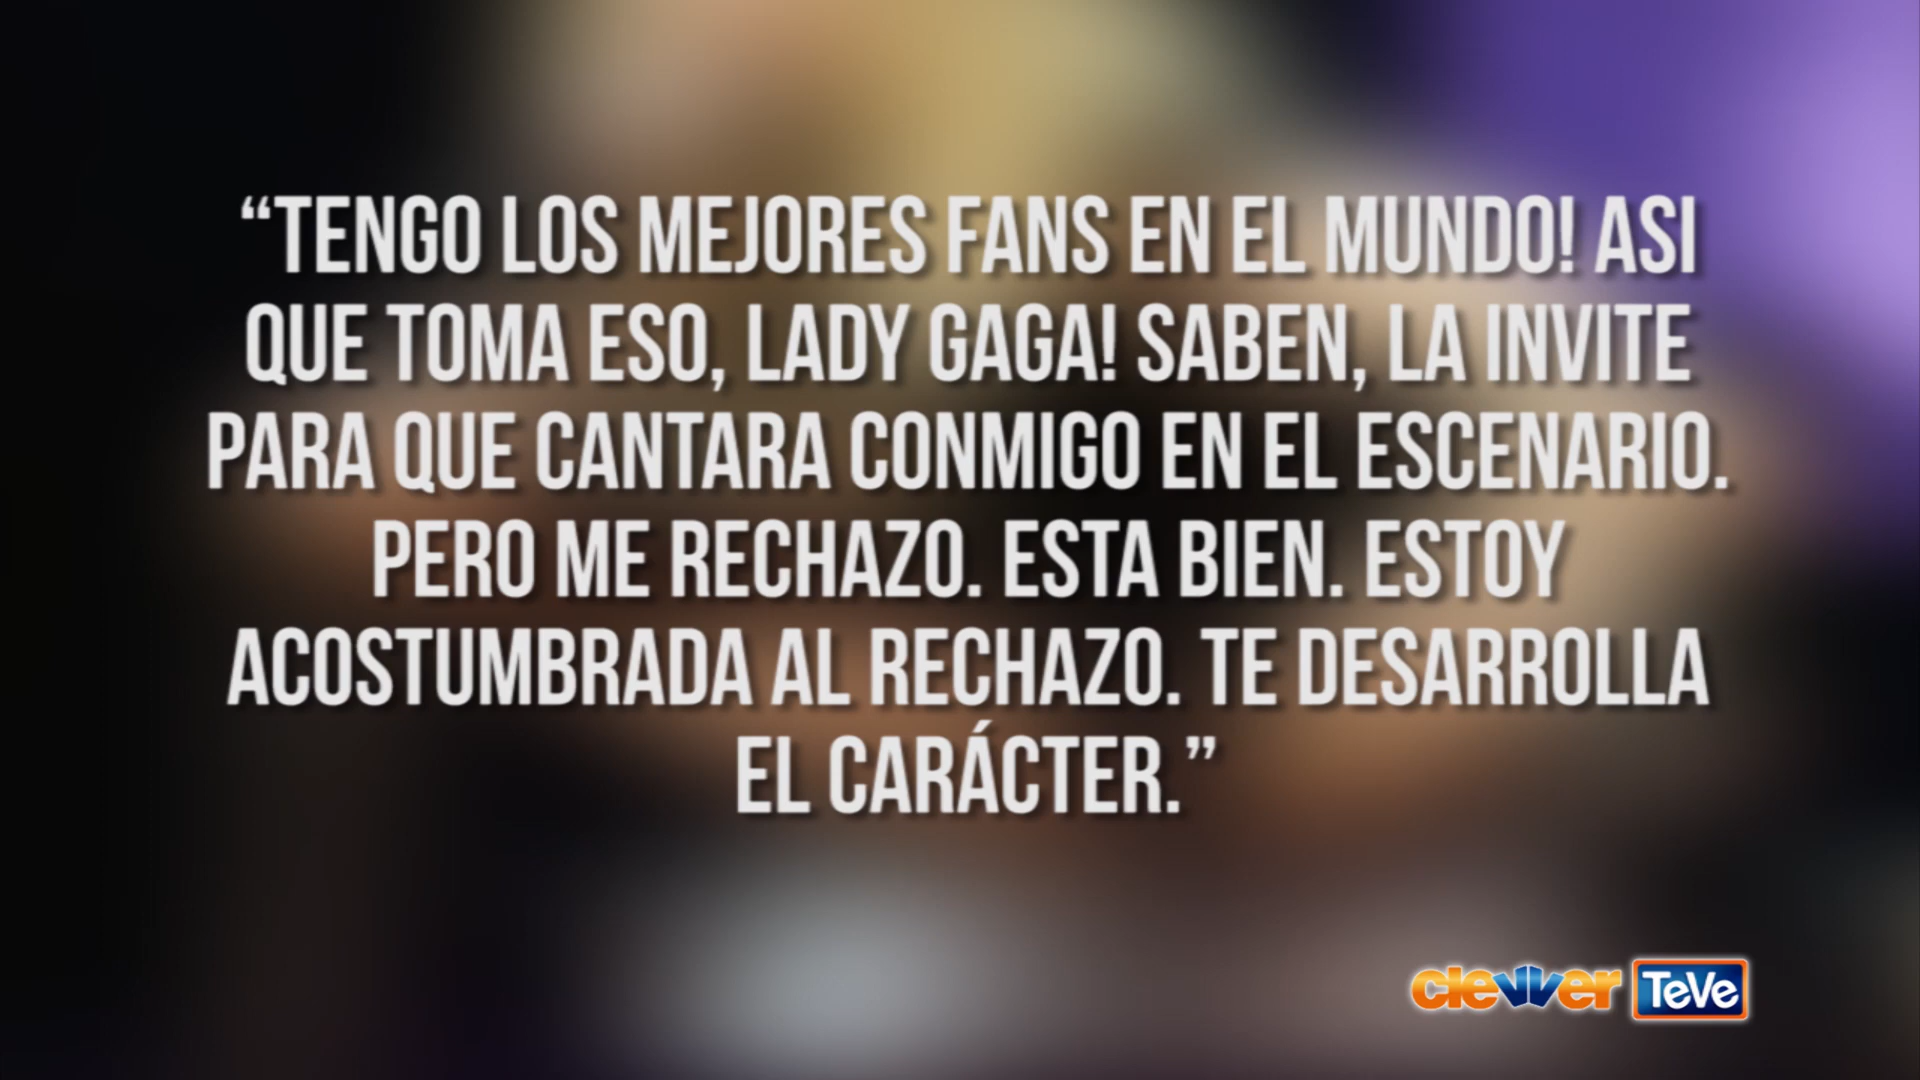 “TENGO LOS MEJORES FANS EN EL MUNDO! ASI
QUE TOMA ESO, LADY GAGA! SABEN, LA INVITE
PARA QUE CANTARA CONMIGO EN EL ESCENARIO.
PERO ME RECHAZO. ESTA BIEN. ESTOY
ACOSTUMBRADA AL RECHAZO. TE DESARROLLA
EL CARÁCTER.”
clevver TeVe